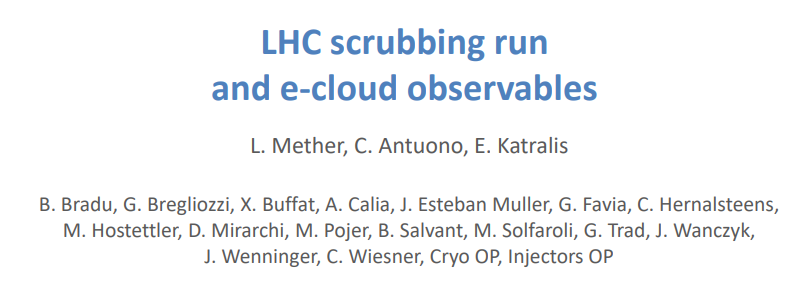 LHC scrubbing run
and e-cloud observables
L. Mether, C. Antuono, E. Katralis
B. Bradu, G. Bregliozzi, X. Buffat, A. Calia, J. Esteban Muller, G. Favia, C. Hernalsteens,
M. Hostettler, D. Mirarchi, M. Pojer, B. Salvant, M. Solfaroli, G. Trad, J. Wanczyk,
J. Wenninger, C. Wiesner, Cryo OP, Injectors OP